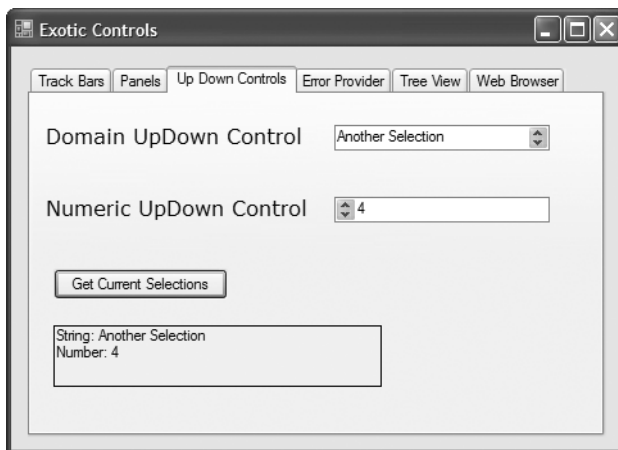 Exotic Controls
Track Bars Panels Up Down Controls Error Provider Tree View Web Browser
Domain UpDown Control Another Selection
Numeric UpDown Control 4
Get Current Selections
String: Another Selection
Number: 4